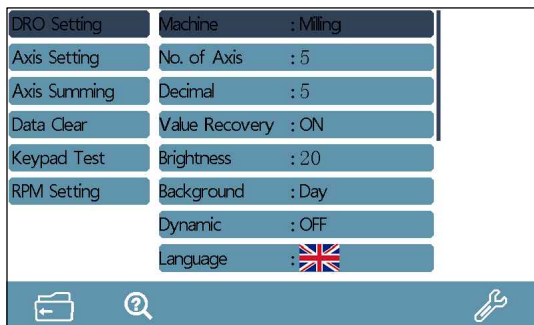 DRO Setting Machine : Milling
Axis Setting No. of Axis : 5
Axis Summing Decimal : 5
Data Clear Value Recovery : ON
Keypad Test Brightness : 20
RPM Setting Background : Day
Dynamic : OFF
Language :